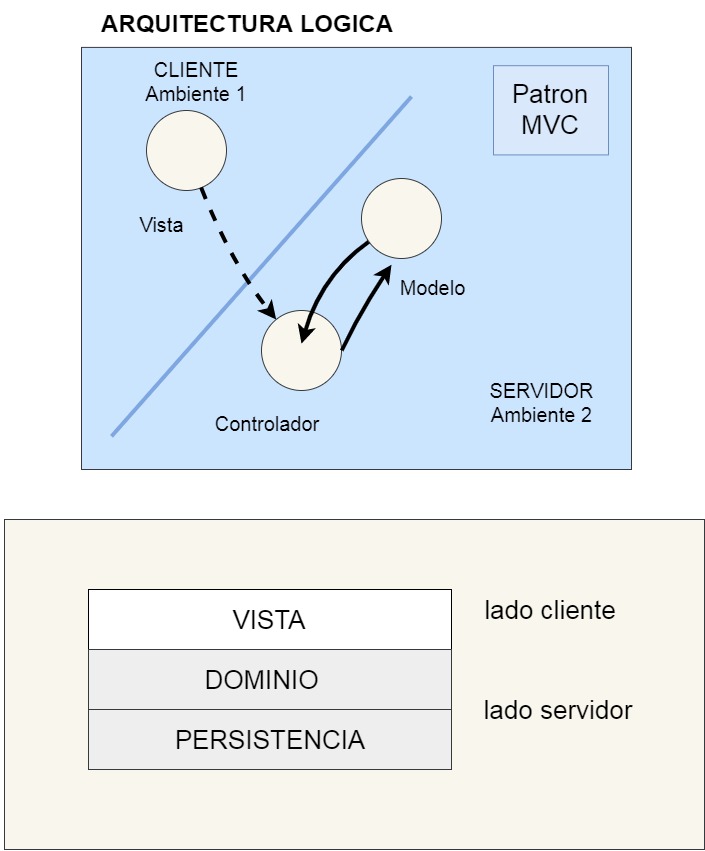 ARQUITECTURA LOGICA
CLIENTE
Ambiente 1
Patron
MVC
Vista
Modelo
SERVIDOR
Ambiente 2
Controlador
VISTA
lado cliente
DOMINIO
lado servidor
PERSISTENCIA